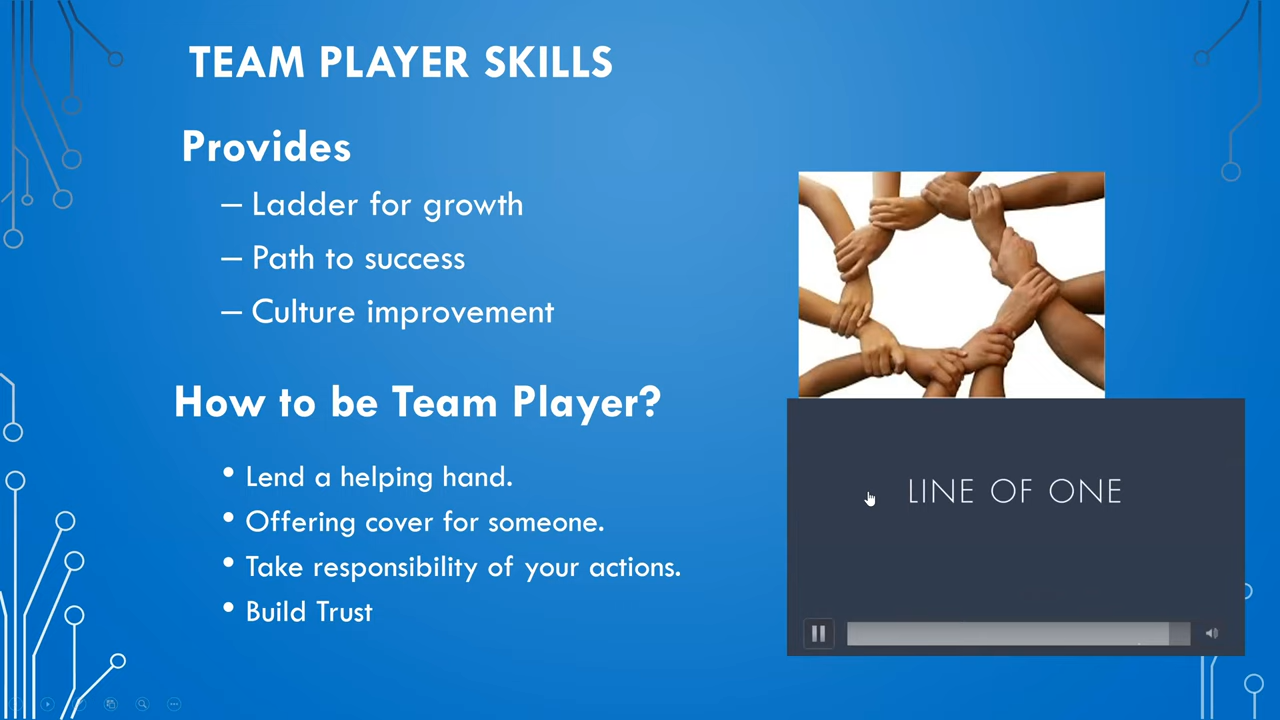 TEAM PLAYER SKILLS
Provides
– Ladder for growth
– Path to success
– Culture improvement
How to be Team Player?
• Lend a helping hand.
• Offering cover for someone.
• Take responsibility of your actions.
• Build Trust
LINE OF ONE